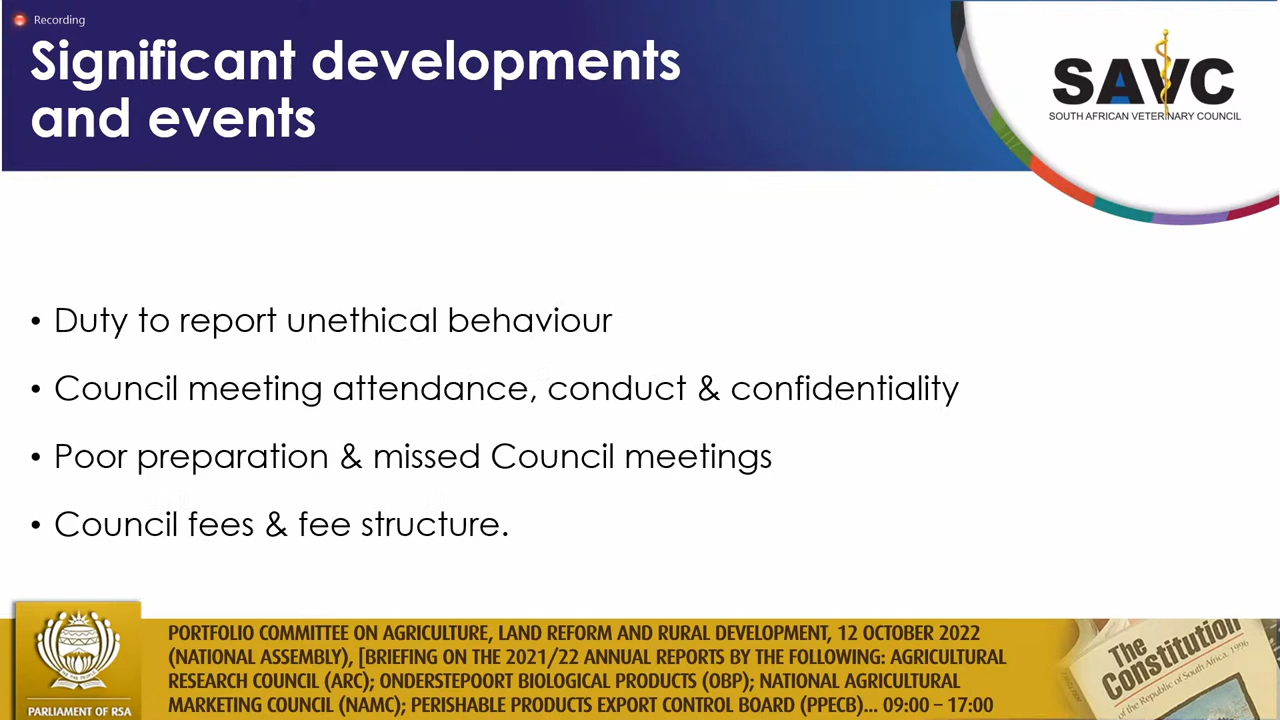 Recording
Significant developments
and events
SAVC
SOUTH AFRICAN VETERINARY COUNCIL
• Duty to report unethical behaviour
• Council meeting attendance, conduct & confidentiality
• Poor preparation & missed Council meetings
• Council fees & fee structure.
PORTFOLIO COMMITTEE ON AGRICULTURE, LAND REFORM AND RURAL DEVELOPMENT, 12 OCTOBER 2022
(NATIONAL ASSEMBLY), [BRIEFING ON THE 2021/22 ANNUAL REPORTS BY THE FOLLOWING: AGRICULTURAL
RESEARCH COUNCIL (ARC); ONDERSTEPOORT BIOLOGICAL PRODUCTS (OBP); NATIONAL AGRICULTURAL
MARKETING COUNCIL (NAMC); PERISHABLE PRODUCTS EXPORT CONTROL BOARD (PPECB)... 09:00 – 17:00
PARLIAMENT OF RSA
The
Constitution
of the Republic of South Africa, 1996